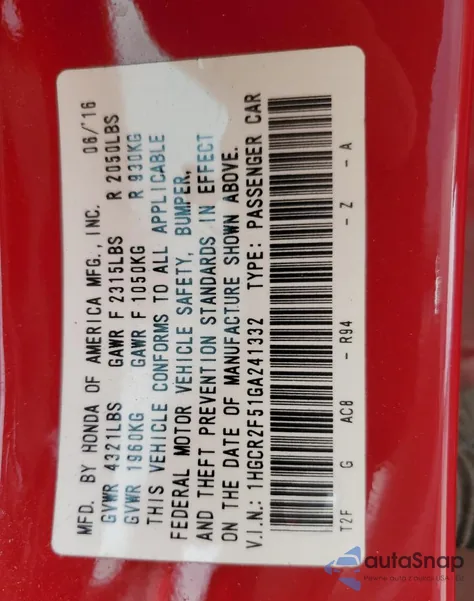 MFD. BY HONDA OF AMERICA MFG., INC. 06/16
GVWR 4321LBS GAWR F 2315LBS R 2050LBS
GVWR 1960KG GAWR F 1050KG R 930KG
THIS VEHICLE CONFORMS TO ALL APPLICABLE
FEDERAL MOTOR VEHICLE SAFETY, BUMPER,
AND THEFT PREVENTION STANDARDS IN EFFECT
ON THE DATE OF MANUFACTURE SHOWN ABOVE.
V.I.N.: 1HGCR2F51GA241332 TYPE: PASSENGER CAR
T2F G AC8 - R94 - Z - A
autaSnap